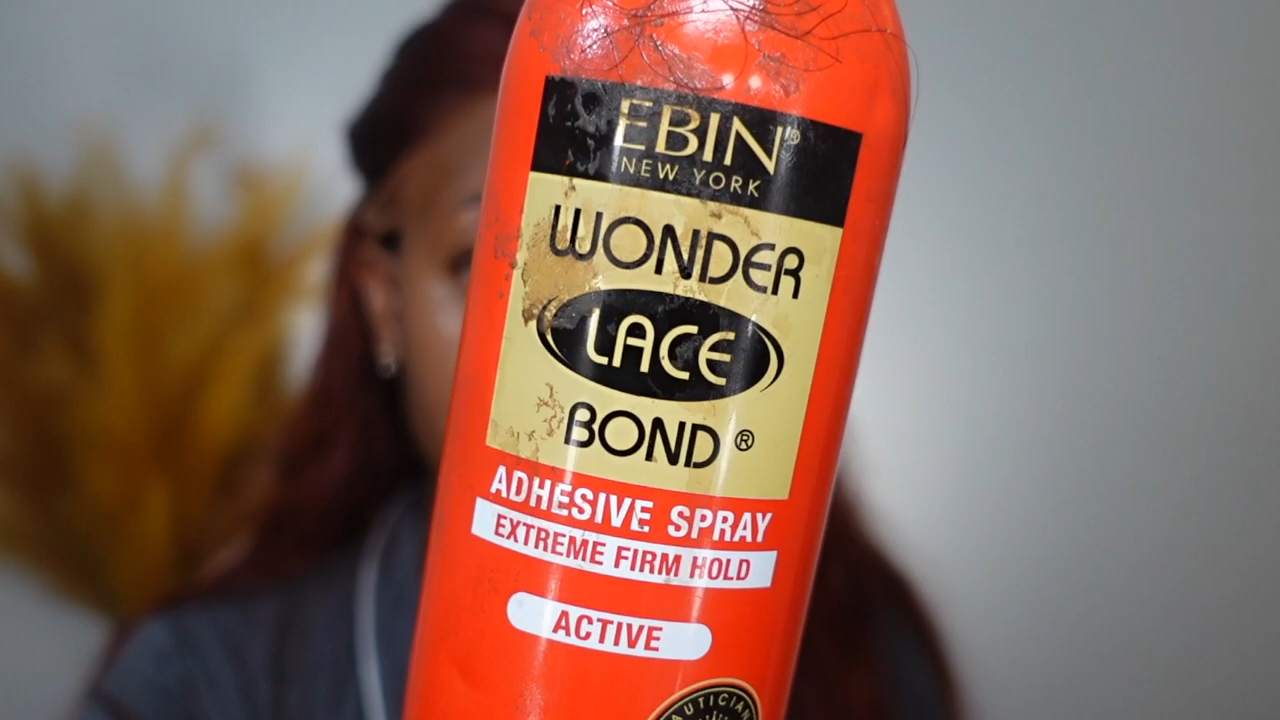 EBIN®
NEW YORK
WONDER
LACE
BOND®
ADHESIVE SPRAY
EXTREME FIRM HOLD
ACTIVE